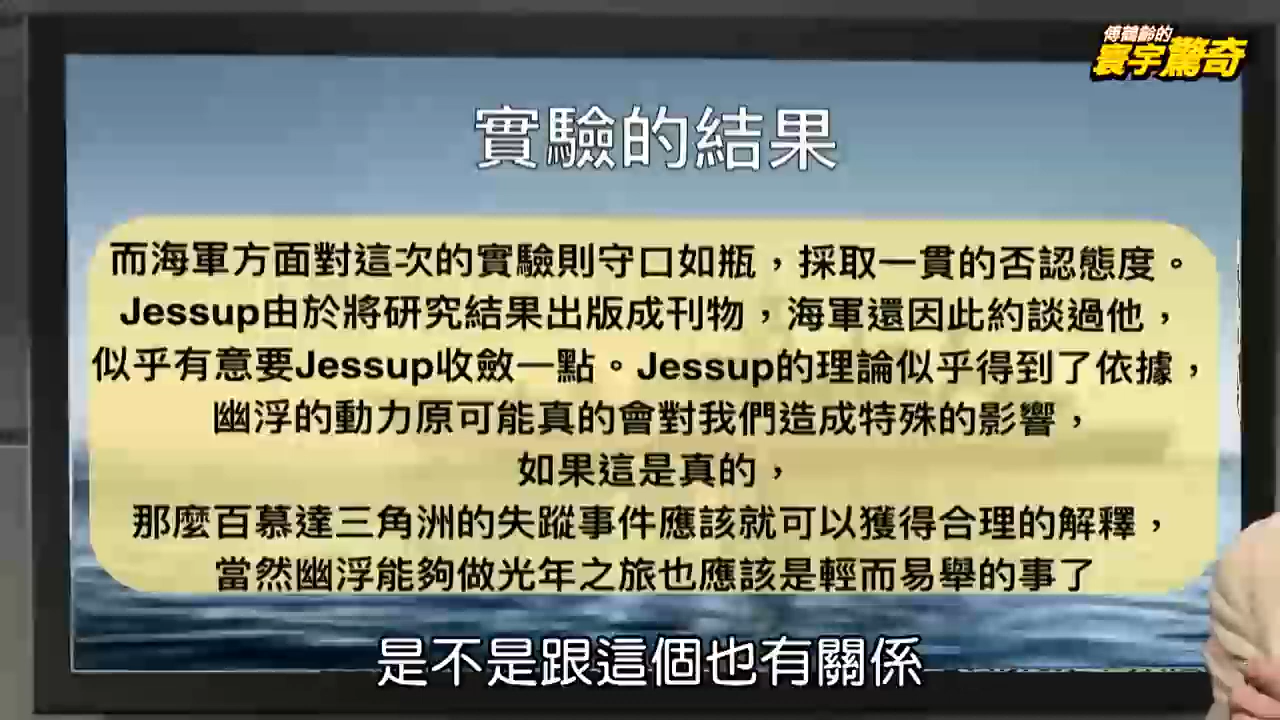 傅鶴齡的
寰宇驚奇
實驗的結果
而海軍方面對這次的實驗則守口如瓶，採取一貫的否認態度。
Jessup由於將研究結果出版成刊物，海軍還因此約談過他，
似乎有意要Jessup收斂一點。Jessup的理論似乎得到了依據，
幽浮的動力原可能真的會對我們造成特殊的影響，
如果這是真的，
那麼百慕達三角洲的失蹤事件應該就可以獲得合理的解釋，
當然幽浮能夠做光年之旅也應該是輕而易舉的事了
是不是跟這個也有關係